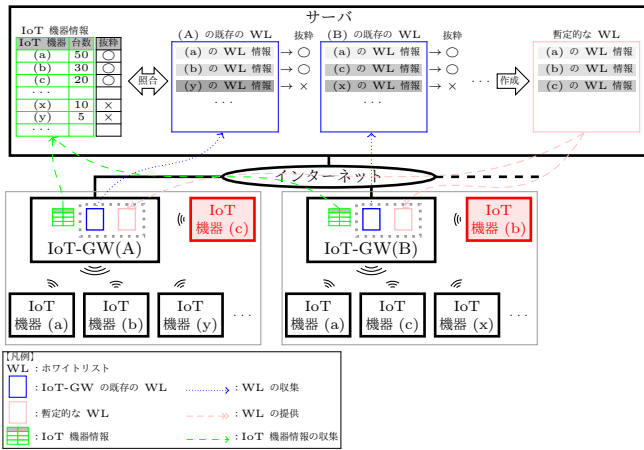 サーバ
IoT 機器情報
IoT 機器 台数 抜粋
(a) 50 ○
(b) 30 ○
(c) 20 ○
···
(x) 10 ×
(y) 5 ×
···
照合
(A) の既存の WL 抜粋
(a) の WL 情報 → ○
(b) の WL 情報 → ○
(y) の WL 情報 → ×
···
(B) の既存の WL 抜粋
(a) の WL 情報 → ○
(c) の WL 情報 → ○
(x) の WL 情報 → ×
···
···
作成
暫定的な WL
(a) の WL 情報
(b) の WL 情報
(c) の WL 情報
インターネット
IoT-GW(A)
IoT
機器 (c)
IoT
機器 (a)
IoT
機器 (b)
IoT
機器 (y)
···
IoT-GW(B)
IoT
機器 (b)
IoT
機器 (a)
IoT
機器 (c)
IoT
機器 (x)
···
【凡例】
WL : ホワイトリスト
: IoT-GW の既存の WL
: WL の収集
: 暫定的な WL
: WL の提供
: IoT 機器情報
: IoT 機器情報の収集